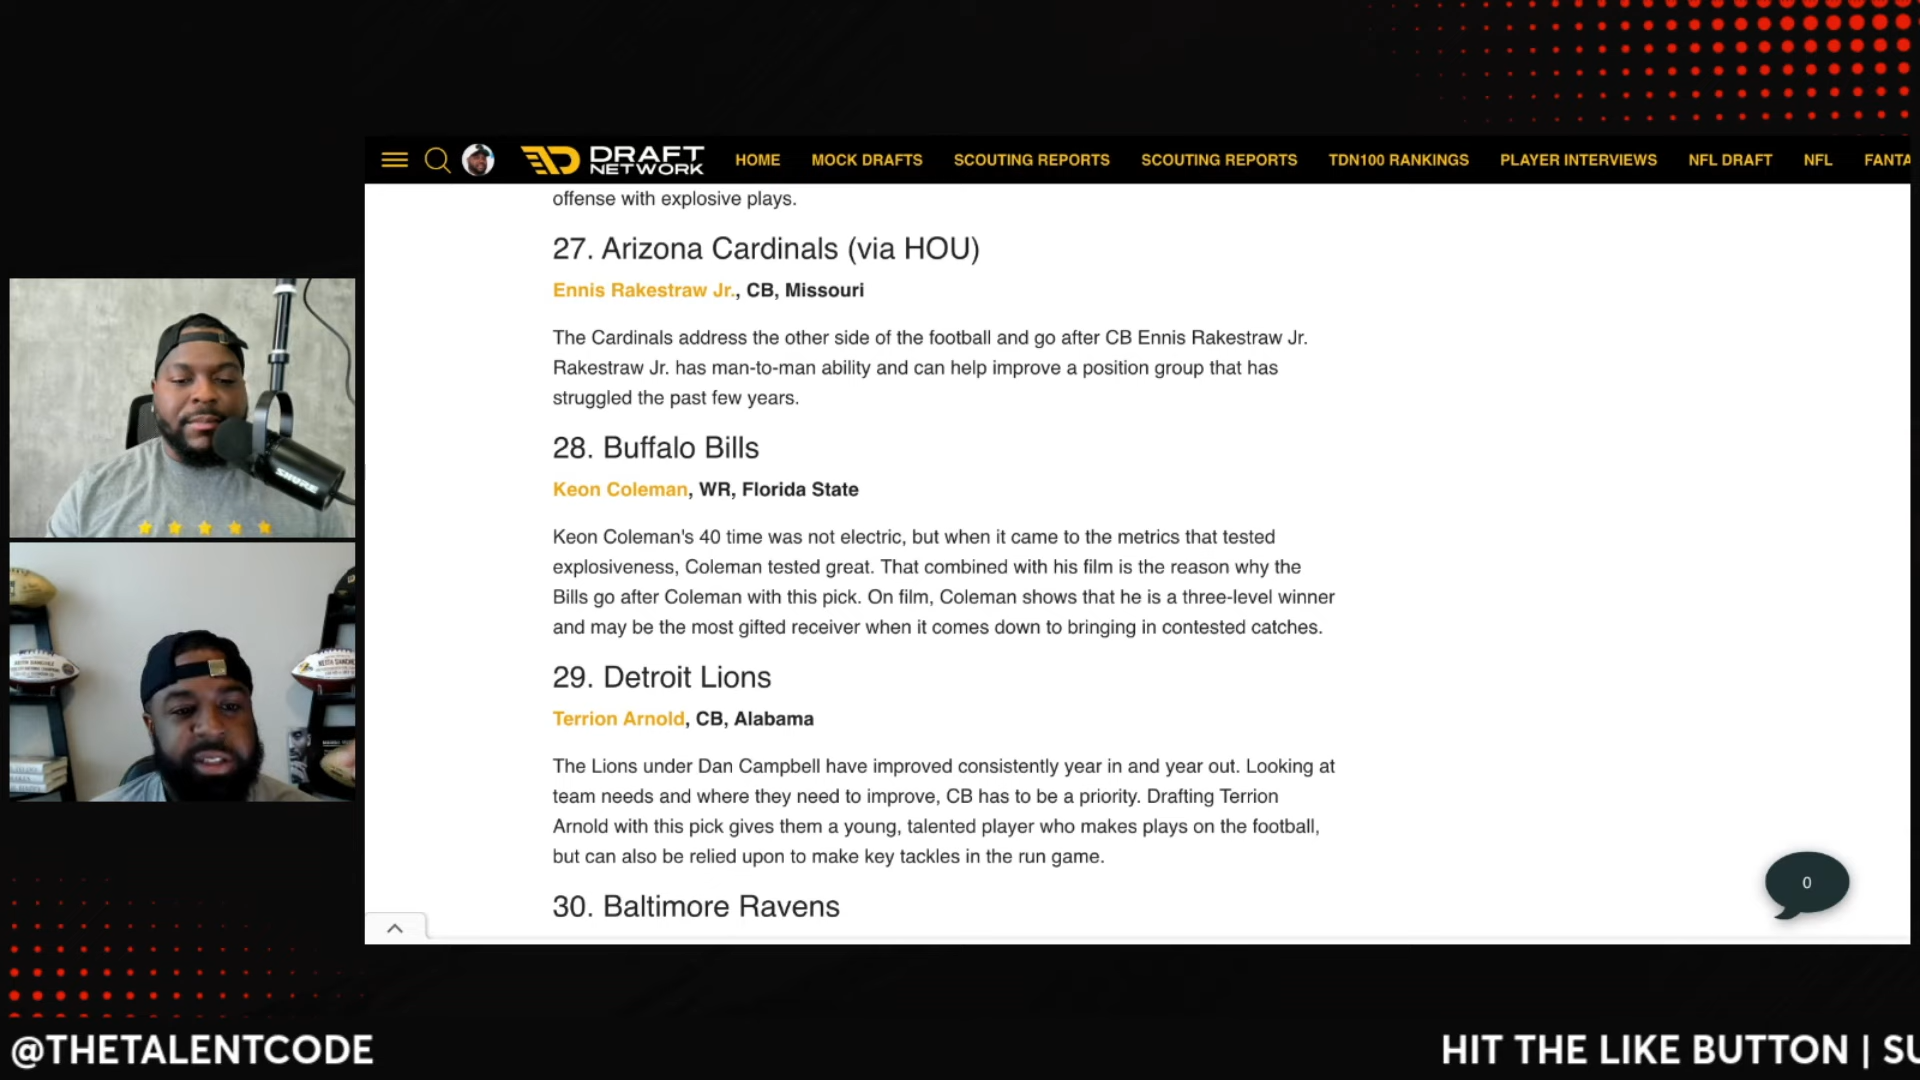 DRAFT
NETWORK
HOME
MOCK DRAFTS
SCOUTING REPORTS
SCOUTING REPORTS
TDN100 RANKINGS
PLAYER INTERVIEWS
NFL DRAFT
NFL
FANTA
offense with explosive plays.
27. Arizona Cardinals (via HOU)
Ennis Rakestraw Jr., CB, Missouri
The Cardinals address the other side of the football and go after CB Ennis Rakestraw Jr.
Rakestraw Jr. has man-to-man ability and can help improve a position group that has
struggled the past few years.
28. Buffalo Bills
Keon Coleman, WR, Florida State
Keon Coleman's 40 time was not electric, but when it came to the metrics that tested
explosiveness, Coleman tested great. That combined with his film is the reason why the
Bills go after Coleman with this pick. On film, Coleman shows that he is a three-level winner
and may be the most gifted receiver when it comes down to bringing in contested catches.
29. Detroit Lions
Terrion Arnold, CB, Alabama
The Lions under Dan Campbell have improved consistently year in and year out. Looking at
team needs and where they need to improve, CB has to be a priority. Drafting Terrion
Arnold with this pick gives them a young, talented player who makes plays on the football,
but can also be relied upon to make key tackles in the run game.
30. Baltimore Ravens
0
SHURE
KEITH SANCHEZ
@THETALENTCODE
HIT THE LIKE BUTTON | SU